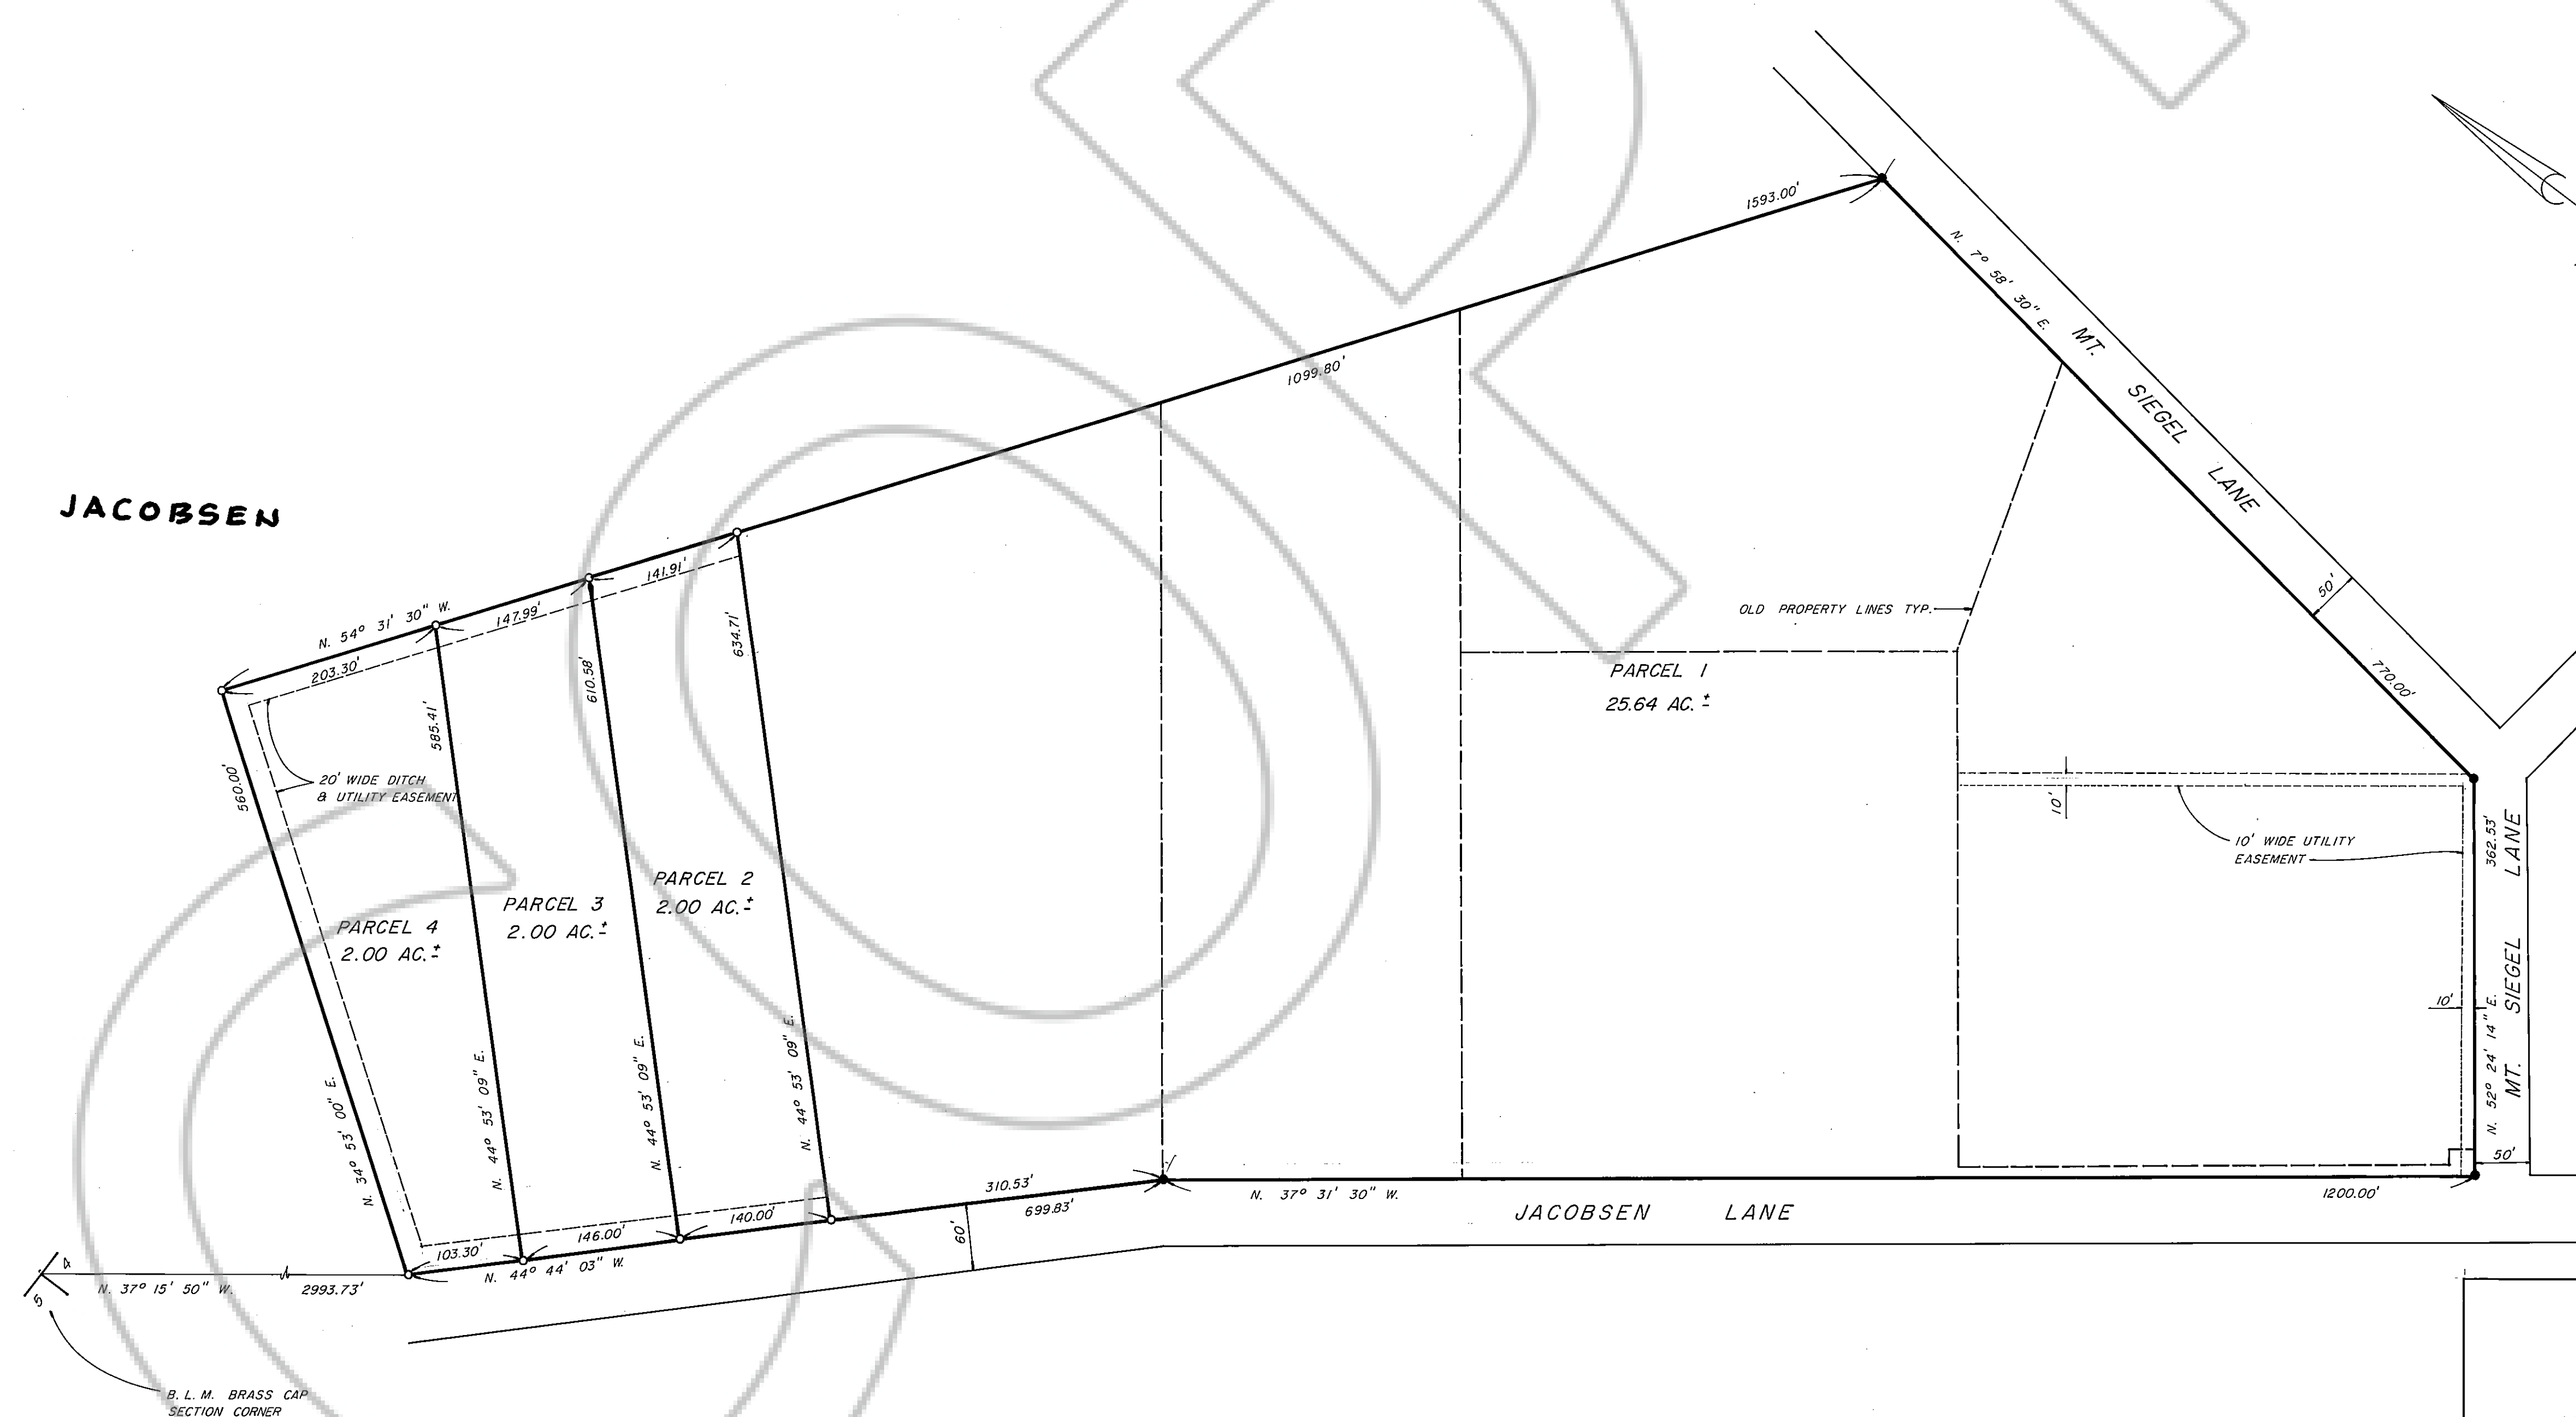 1593.00'
N. 7° 58' 30" E.
MT. SIEGEL LANE
1099.80'
JACOBSEN
141.91'
147.99'
N. 54° 31' 30" W.
203.30'
634.71'
610.58'
585.41'
560.00'
50'
OLD PROPERTY LINES TYP.
PARCEL 1
25.64 AC. ±
770.00'
20' WIDE DITCH
& UTILITY EASEMENT
10'
10' WIDE UTILITY
EASEMENT
362.53'
MT. SIEGEL LANE
PARCEL 2
2.00 AC. ±
PARCEL 3
2.00 AC. ±
PARCEL 4
2.00 AC. ±
10'
N. 52° 24' 14" E.
N. 34° 53' 00" E.
N. 44° 53' 09" E.
N. 44° 53' 09" E.
N. 44° 53' 09" E.
50'
310.53'
699.83'
N. 37° 31' 30" W.
1200.00'
JACOBSEN LANE
60'
140.00'
146.00'
103.30'
N. 44° 44' 03" W.
4
5
N. 37° 15' 50" W. 2993.73'
B.L.M. BRASS CAP
SECTION CORNER
COP